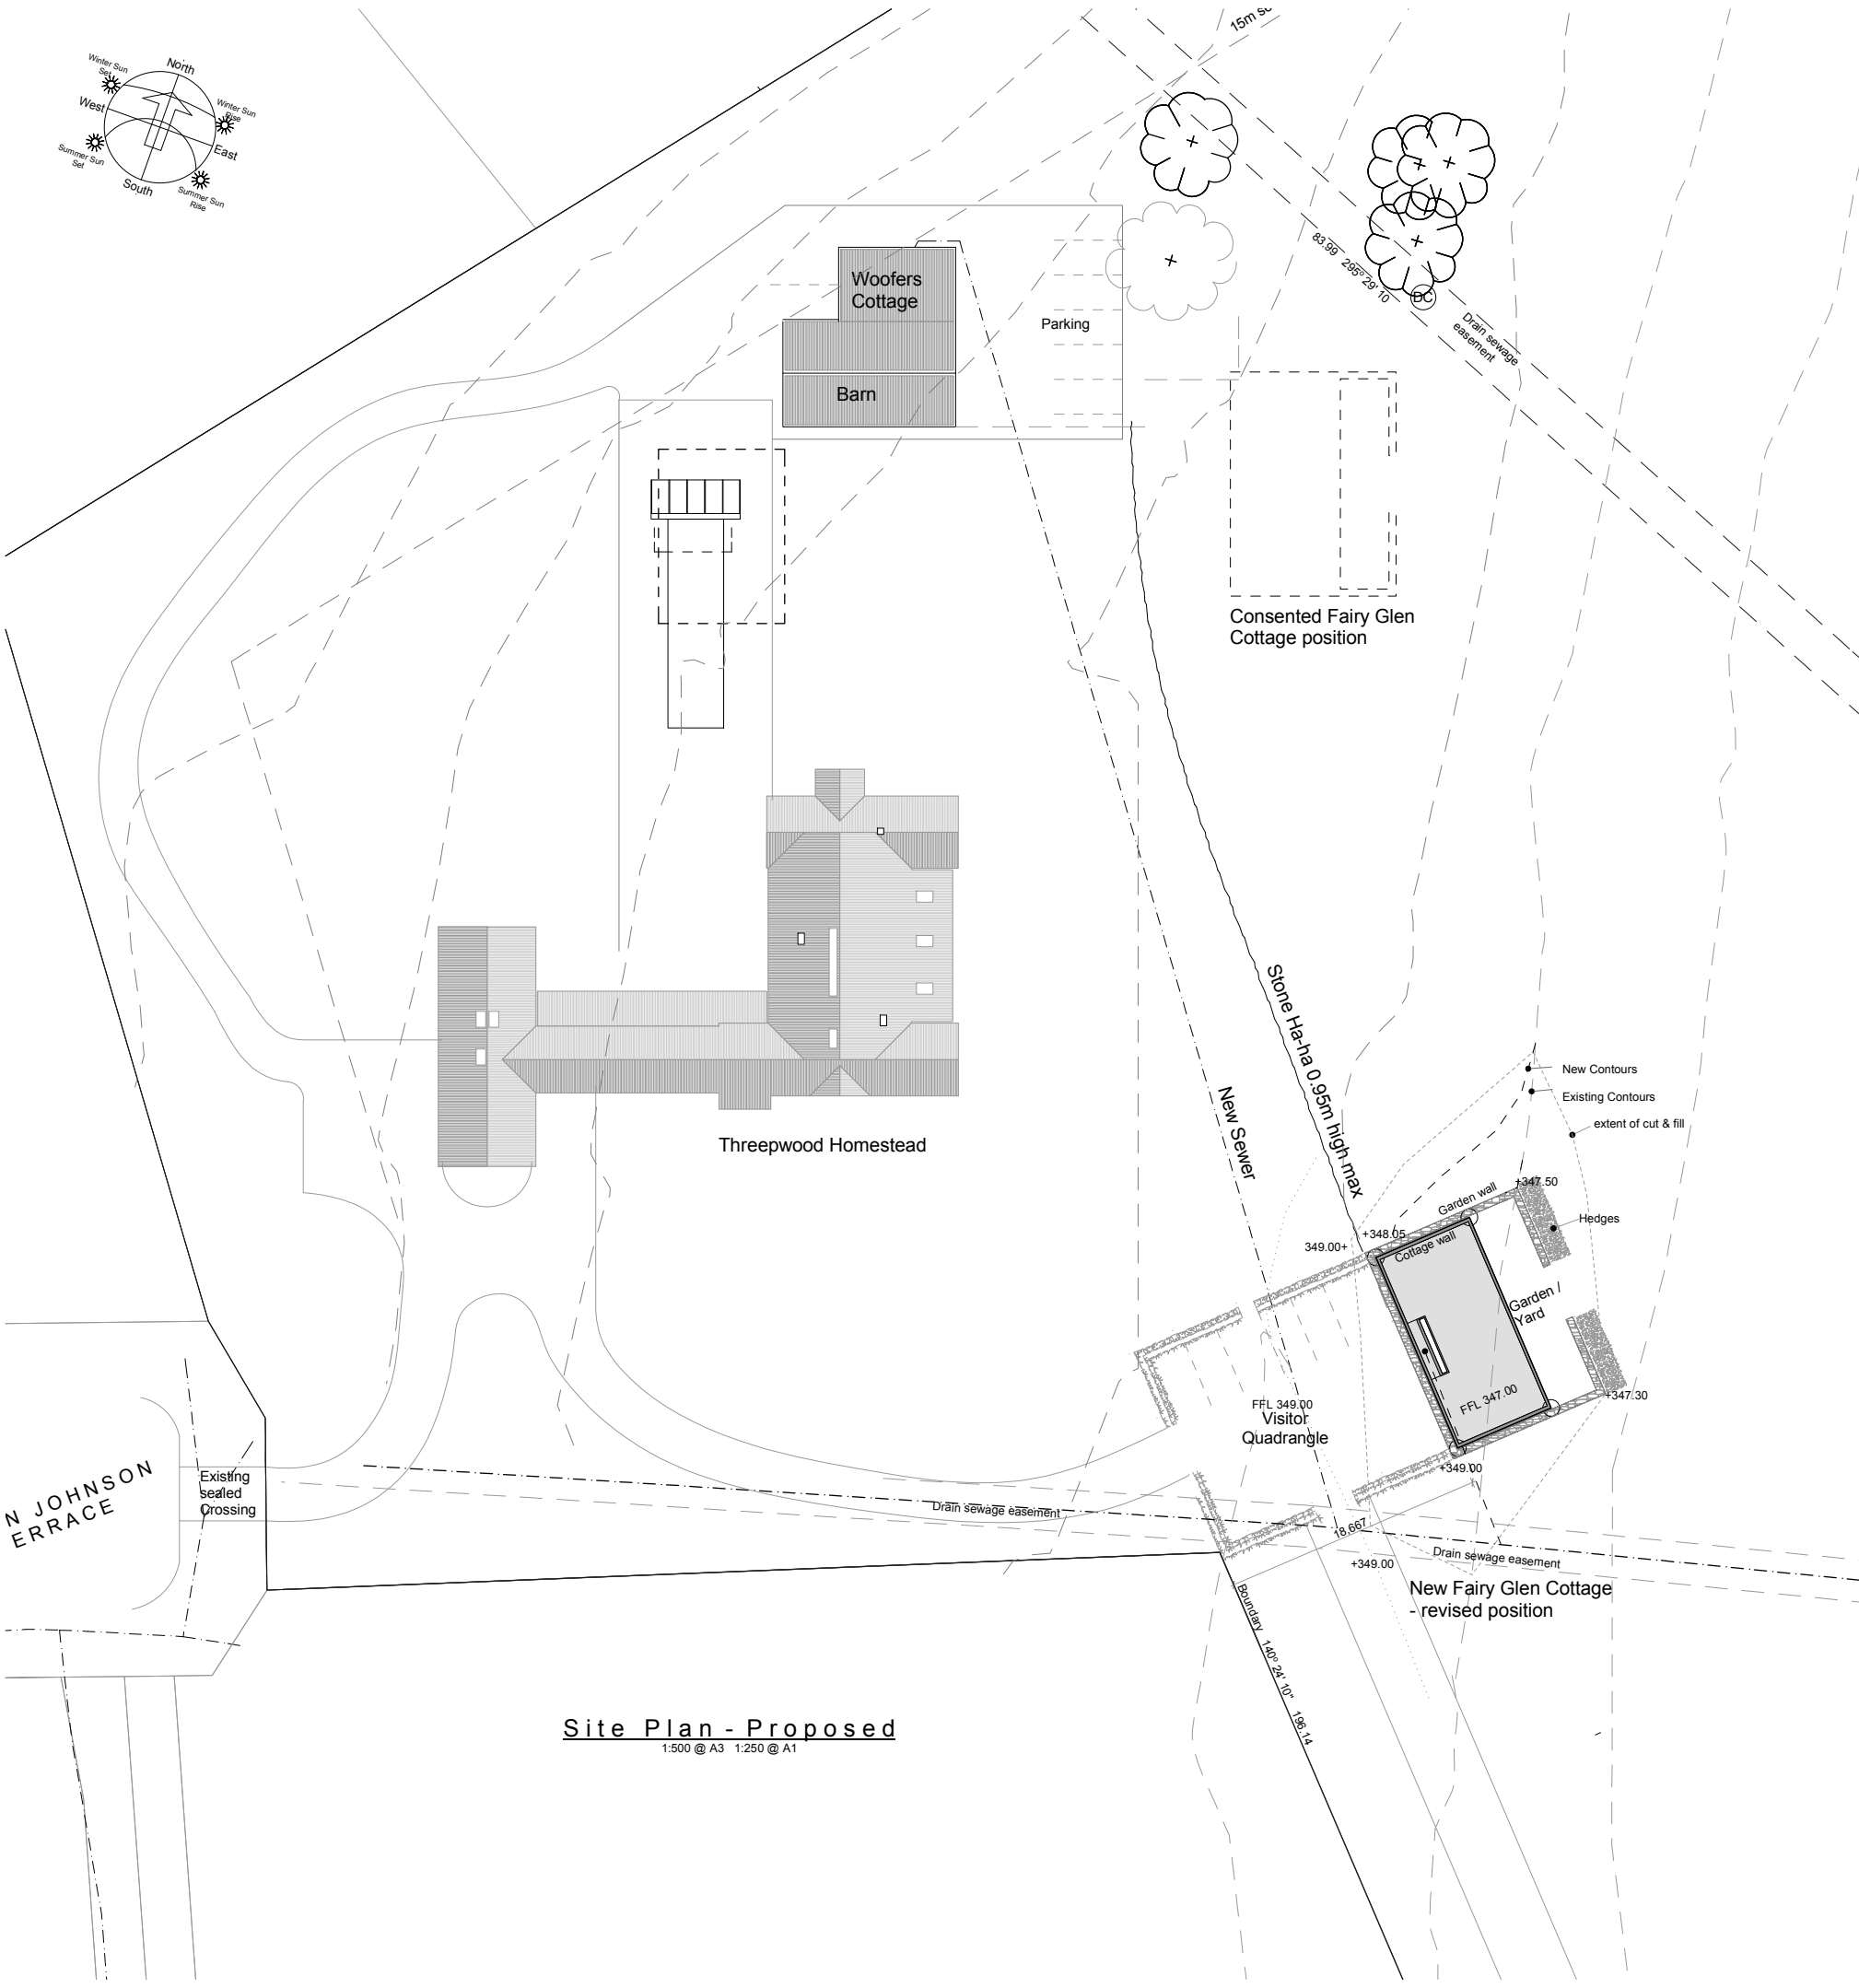 15m
North
Winter Sun
Set
West
Winter Sun
Rise
East
Summer Sun
Set
South
Summer Sun
Rise
Woofers
Cottage
Barn
Parking
83.99 295° 29' 10
DC
Drain sewage
easement
Consented Fairy Glen
Cottage position
Stone Ha-ha 0.95m high max
New Sewer
Threepwood Homestead
New Contours
Existing Contours
extent of cut & fill
+347.50
Garden wall
Hedges
+348.05
349.00+
Cottage wall
Garden /
Yard
FFL 347.00
+347.30
FFL 349.00
Visitor
Quadrangle
+349.00
N JOHNSON
ERRACE
Existing
sealed
Crossing
Drain sewage easement
18.667
+349.00
Drain sewage easement
New Fairy Glen Cottage
- revised position
Boundary 140° 24' 10" 196.14
Site Plan - Proposed
1:500 @ A3 1:250 @ A1